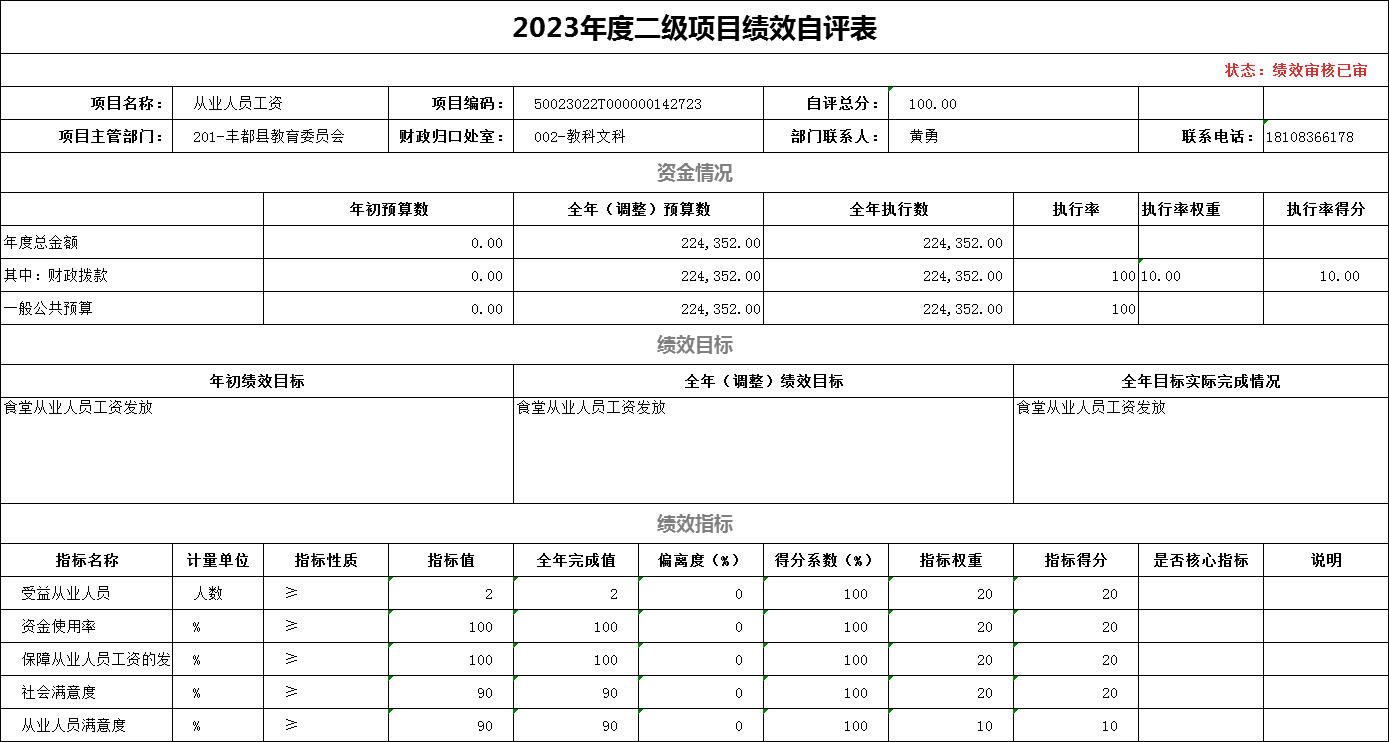 2023年度二级项目绩效自评表
状态：绩效审核已审
项目名称： 从业人员工资 项目编码： 50023022T000000142723 自评总分： 100.00
项目主管部门： 201-丰都县教育委员会 财政归口处室： 002-教科文科 部门联系人： 黄勇 联系电话： 18108366178
资金情况
年初预算数 全年（调整）预算数 全年执行数 执行率 执行率权重 执行率得分
年度总金额 0.00 224,352.00 224,352.00
其中：财政拨款 0.00 224,352.00 224,352.00 100 10.00 10.00
一般公共预算 0.00 224,352.00 224,352.00 100
绩效目标
年初绩效目标 全年（调整）绩效目标 全年目标实际完成情况
食堂从业人员工资发放 食堂从业人员工资发放 食堂从业人员工资发放
绩效指标
指标名称 计量单位 指标性质 指标值 全年完成值 偏离度（%） 得分系数（%） 指标权重 指标得分 是否核心指标 说明
受益从业人员 人数 ≥ 2 2 0 100 20 20
资金使用率 % ≥ 100 100 0 100 20 20
保障从业人员工资的发 % ≥ 100 100 0 100 20 20
社会满意度 % ≥ 90 90 0 100 20 20
从业人员满意度 % ≥ 90 90 0 100 10 10